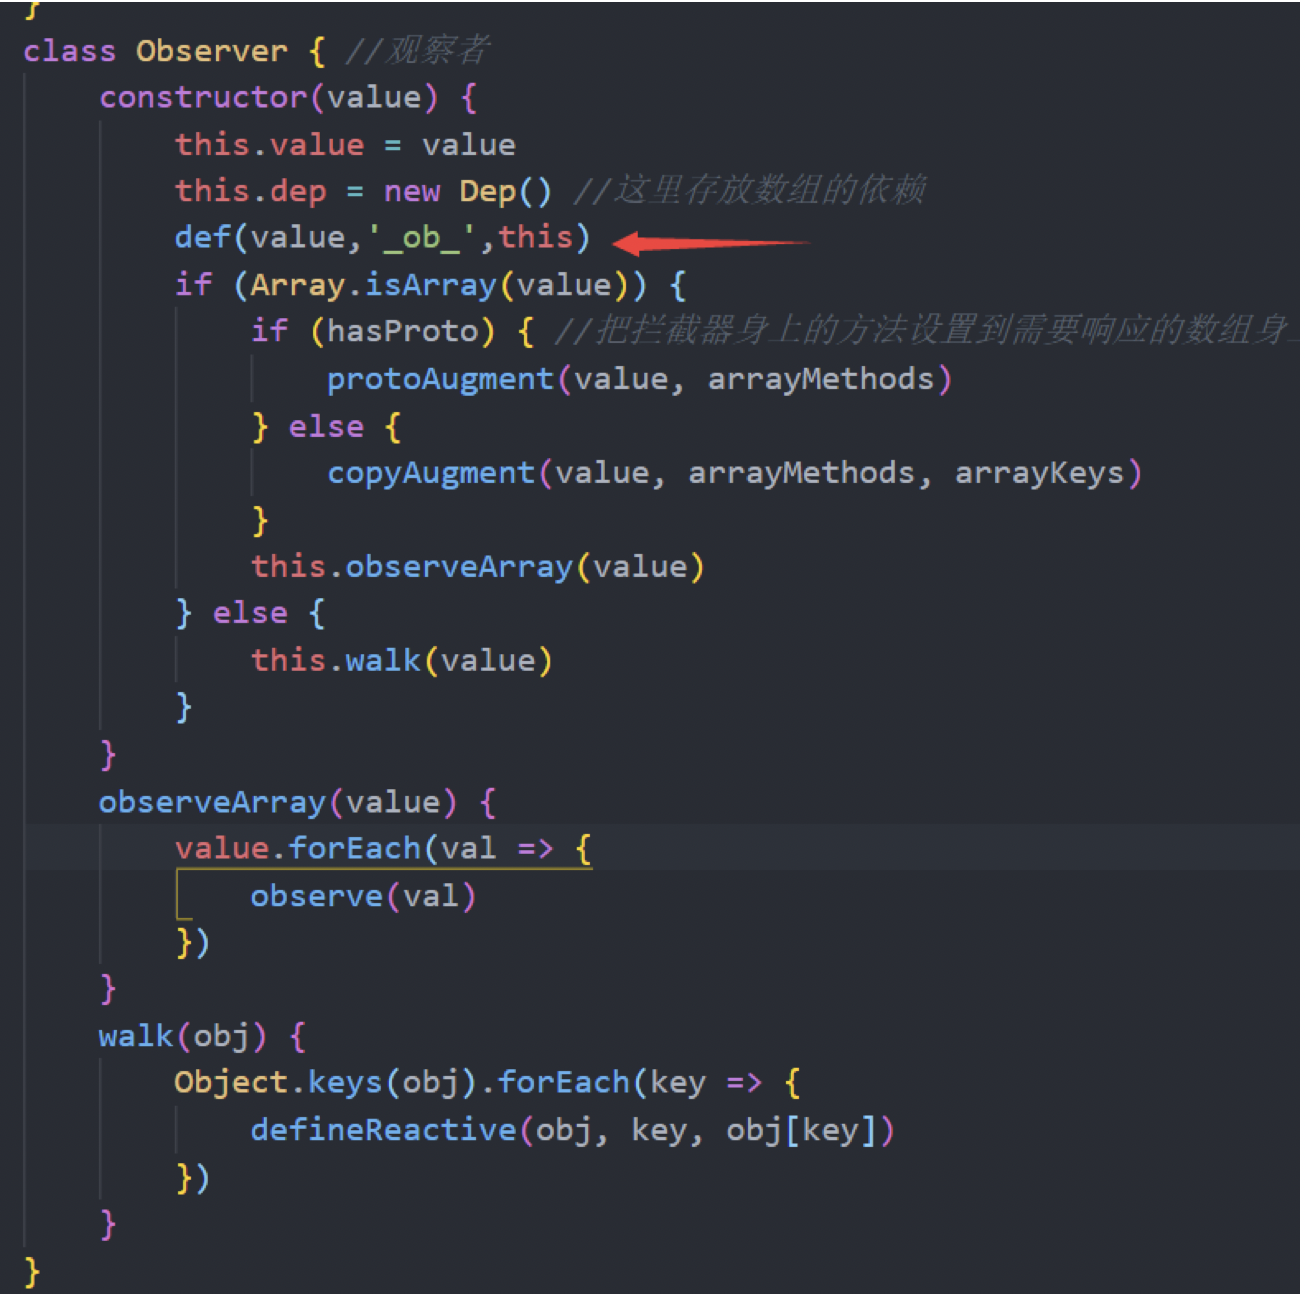 }
class Observer { //观察者
    constructor(value) {
        this.value = value
        this.dep = new Dep() //这里存放数组的依赖
        def(value,'_ob_',this)
        if (Array.isArray(value)) {
            if (hasProto) { //把拦截器身上的方法设置到需要响应的数组身上
                protoAugment(value, arrayMethods)
            } else {
                copyAugment(value, arrayMethods, arrayKeys)
            }
            this.observeArray(value)
        } else {
            this.walk(value)
        }
    }
    observeArray(value) {
        value.forEach(val => {
            observe(val)
        })
    }
    walk(obj) {
        Object.keys(obj).forEach(key => {
            defineReactive(obj, key, obj[key])
        })
    }
}